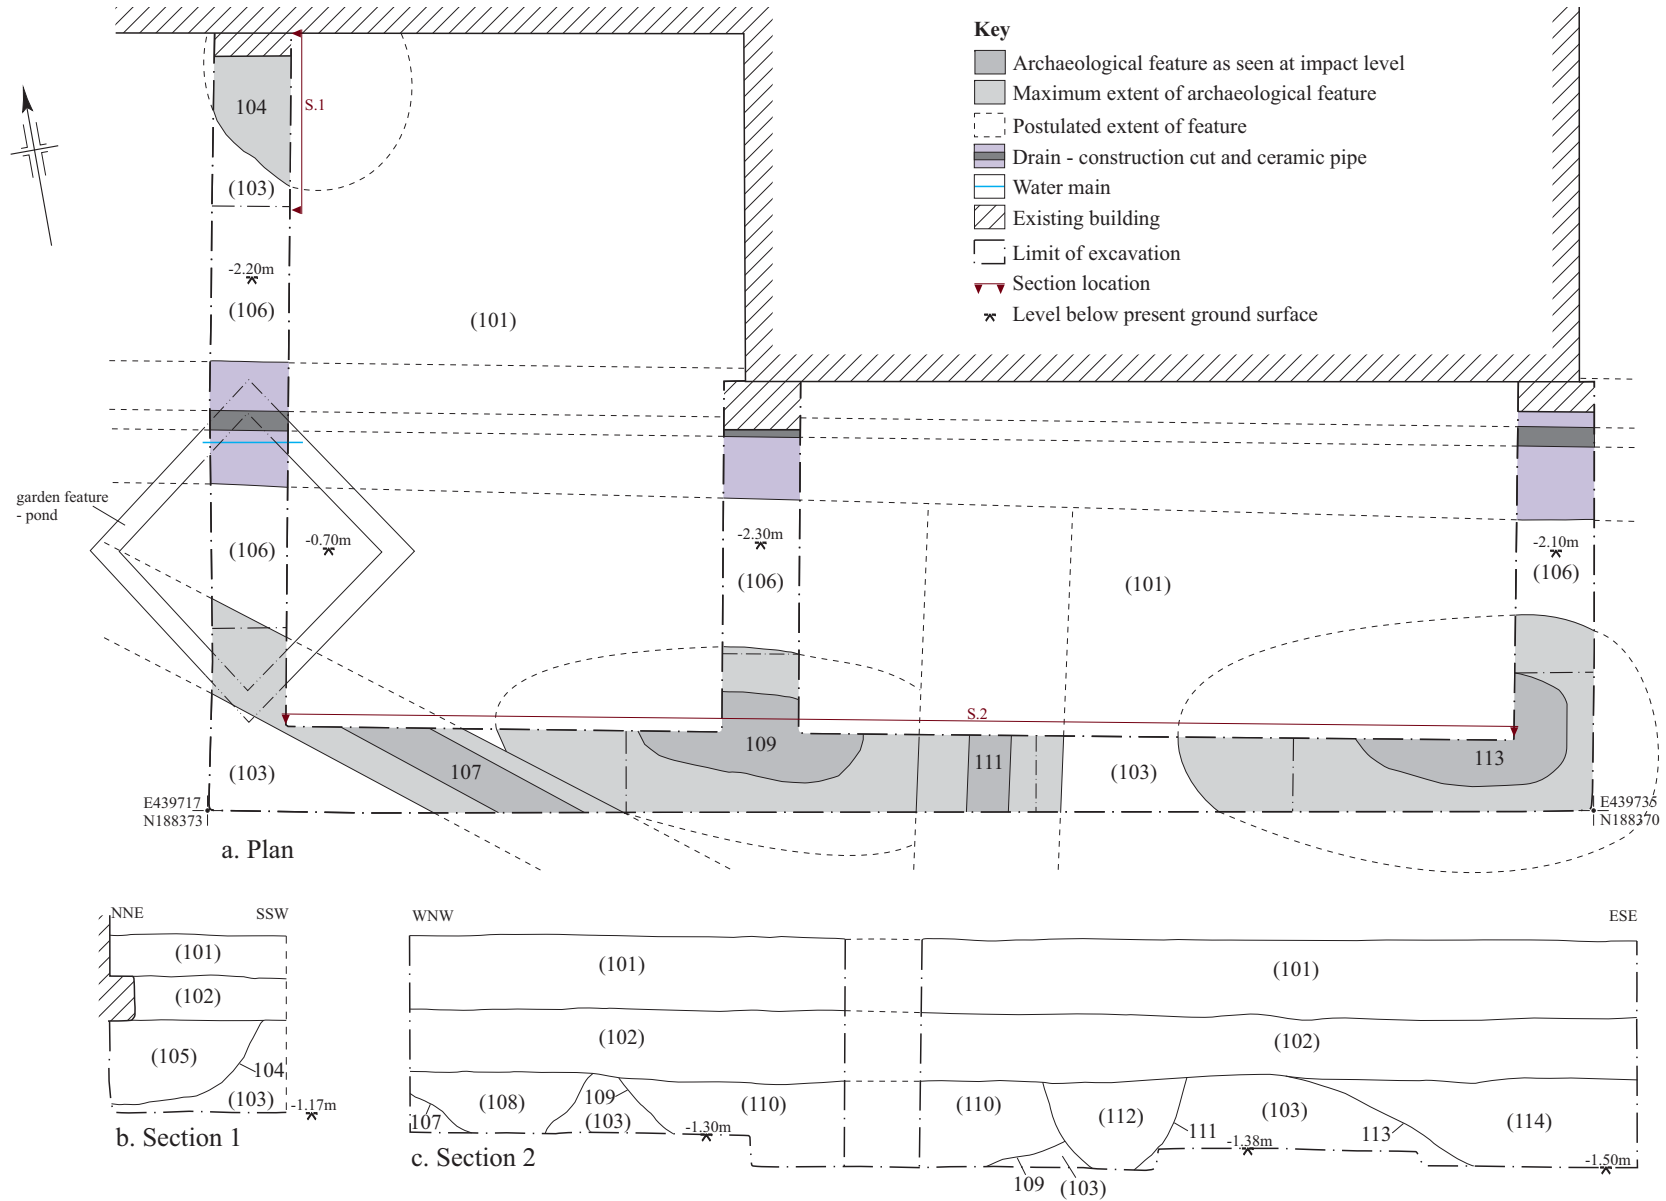 Key
Archaeological feature as seen at impact level
Maximum extent of archaeological feature
Postulated extent of feature
Drain - construction cut and ceramic pipe
Water main
Existing building
Limit of excavation
Section location
Level below present ground surface
104
S.1
(103)
-2.20m
(106)
(101)
garden feature
- pond
(106)
-0.70m
-2.30m
(106)
(101)
-2.10m
(106)
S.2
(103)
107
109
111
(103)
113
E439717
N188373
E439735
N188370
a. Plan
NNE
SSW
(101)
(102)
(105)
104
(103)
-1.17m
b. Section 1
WNW
ESE
(101)
(101)
(102)
(102)
107
(108)
109
(103)
-1.30m
(110)
(110)
(112)
111
(103)
-1.38m
113
(114)
-1.50m
109
(103)
c. Section 2